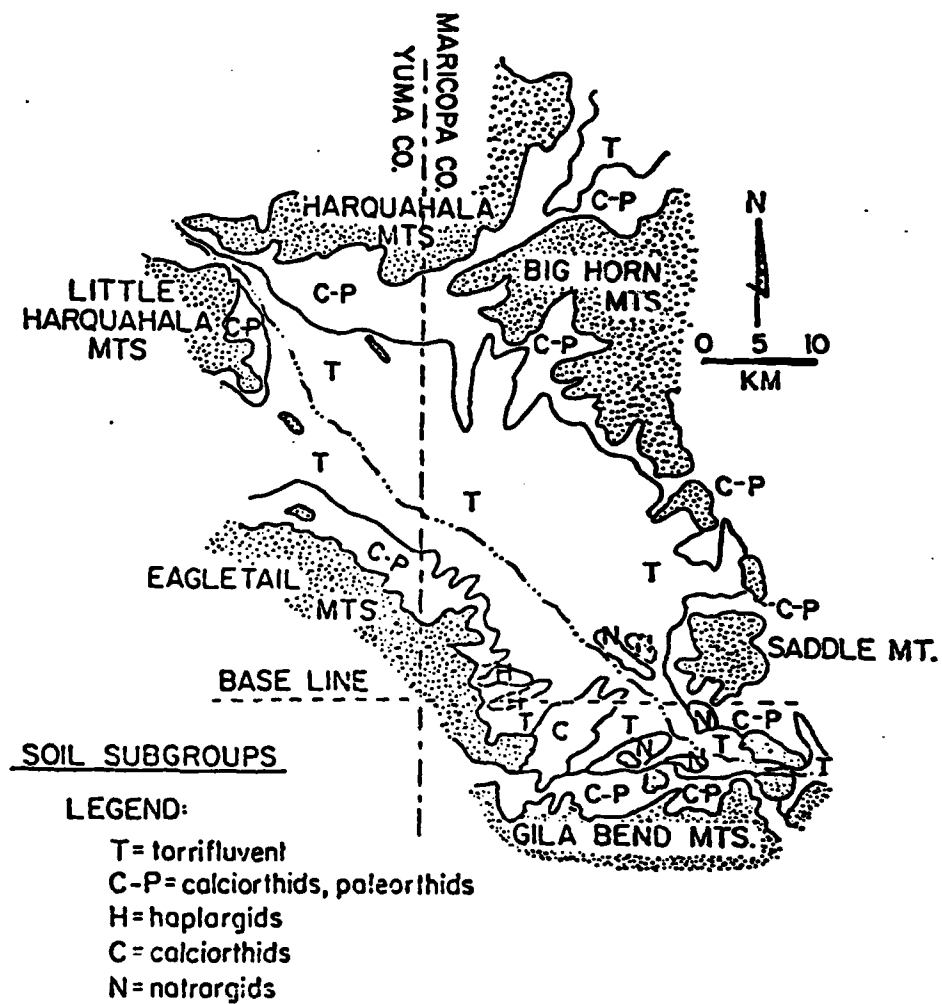 MARICOPA CO.
YUMA CO.
T
C-P
HARQUAHALA
MTS
N
BIG HORN
MTS.
C-P
LITTLE
HARQUAHALA
MTS
C-P
C-P
0 5 10
KM
T
T
T
C-P
C-P
EAGLETAIL
MTS
T
C-P
SADDLE MT.
N
C
H
BASE LINE
T
T
C
T
N
C-P
T
N
N
T
C-P
C-P
GILA BEND MTS.
SOIL SUBGROUPS
LEGEND:
T = torrifluvent
C-P = calciorthids, paleorthids
H = haplargids
C = calciorthids
N = natrargids